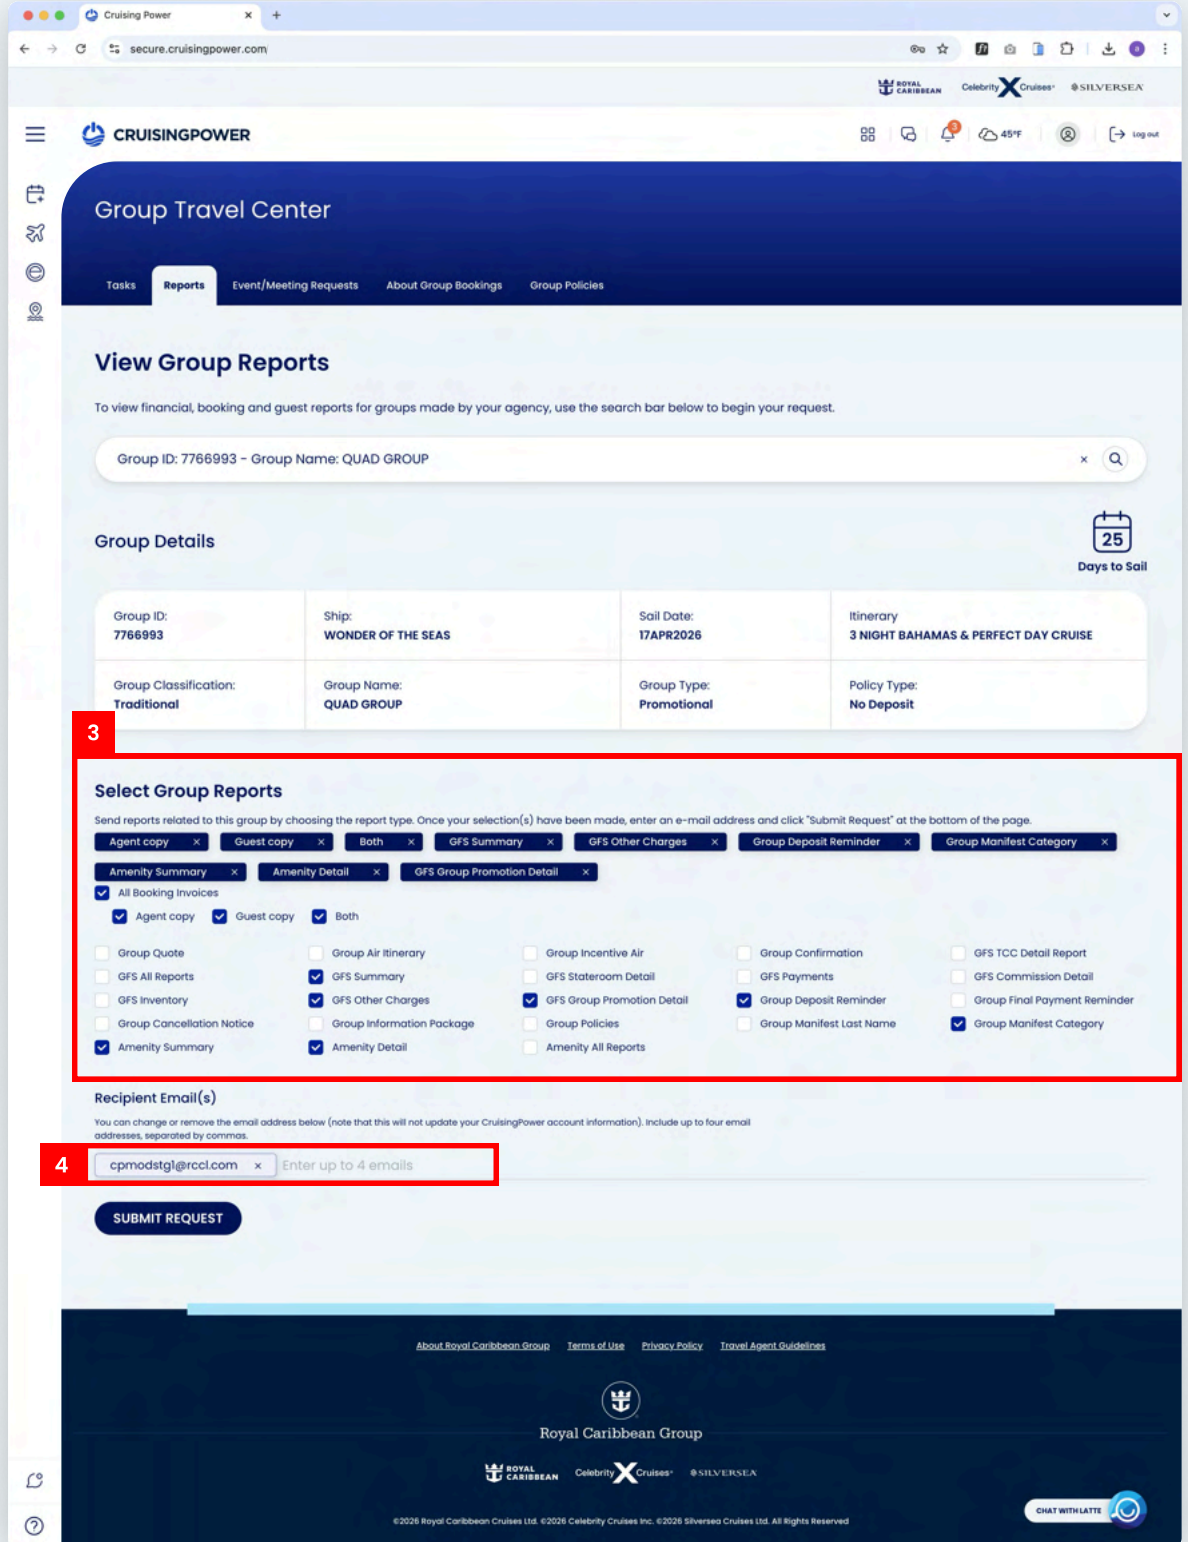 Cruising Power
secure.cruisingpower.com
ROYAL CARIBBEAN Celebrity X Cruises® SILVERSEA
CRUISINGPOWER 3 45°F Log out
Group Travel Center
Tasks Reports Event/Meeting Requests About Group Bookings Group Policies
View Group Reports
To view financial, booking and guest reports for groups made by your agency, use the search bar below to begin your request.
Group ID: 7766993 - Group Name: QUAD GROUP ×
25
Group Details
Days to Sail
Group ID: Ship: Sail Date: Itinerary
7766993 WONDER OF THE SEAS 17APR2026 3 NIGHT BAHAMAS & PERFECT DAY CRUISE
Group Classification: Group Name: Group Type: Policy Type:
Traditional QUAD GROUP Promotional No Deposit
3
Select Group Reports
Send reports related to this group by choosing the report type. Once your selection(s) have been made, enter an e-mail address and click "Submit Request" at the bottom of the page.
Agent copy × Guest copy × Both × GFS Summary × GFS Other Charges × Group Deposit Reminder × Group Manifest Category ×
Amenity Summary × Amenity Detail × GFS Group Promotion Detail ×
All Booking Invoices
Agent copy Guest copy Both
Group Quote Group Air Itinerary Group Incentive Air Group Confirmation GFS TCC Detail Report
GFS All Reports GFS Summary GFS Stateroom Detail GFS Payments GFS Commission Detail
GFS Inventory GFS Other Charges GFS Group Promotion Detail Group Deposit Reminder Group Final Payment Reminder
Group Cancellation Notice Group Information Package Group Policies Group Manifest Last Name Group Manifest Category
Amenity Summary Amenity Detail Amenity All Reports
Recipient Email(s)
You can change or remove the email address below (note that this will not update your CruisingPower account information). Include up to four email
addresses, separated by commas.
4 cpmodstg1@rccl.com × Enter up to 4 emails
SUBMIT REQUEST
About Royal Caribbean Group Terms of Use Privacy Policy Travel Agent Guidelines
Royal Caribbean Group
ROYAL CARIBBEAN Celebrity X Cruises® SILVERSEA
CHAT WITH LATTE
©2026 Royal Caribbean Cruises Ltd. ©2026 Celebrity Cruises Inc. ©2026 Silversea Cruises Ltd. All Rights Reserved